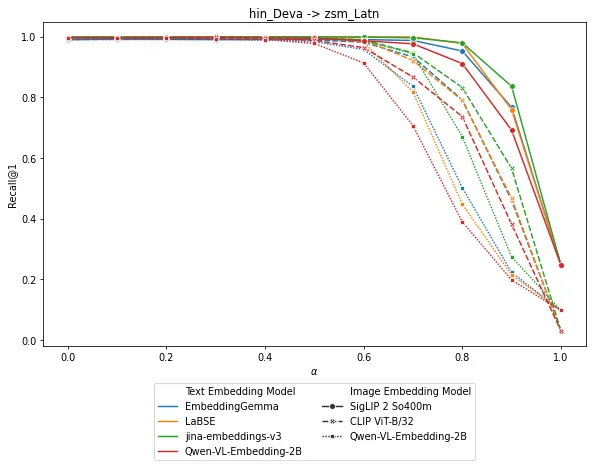 hin_Deva -> zsm_Latn
1.0
0.8
0.6
0.4
0.2
0.0
Recall@1
0.0 0.2 0.4 0.6 0.8 1.0
α
Text Embedding Model
EmbeddingGemma
LaBSE
jina-embeddings-v3
Qwen-VL-Embedding-2B
Image Embedding Model
SigLIP 2 So400m
CLIP ViT-B/32
Qwen-VL-Embedding-2B